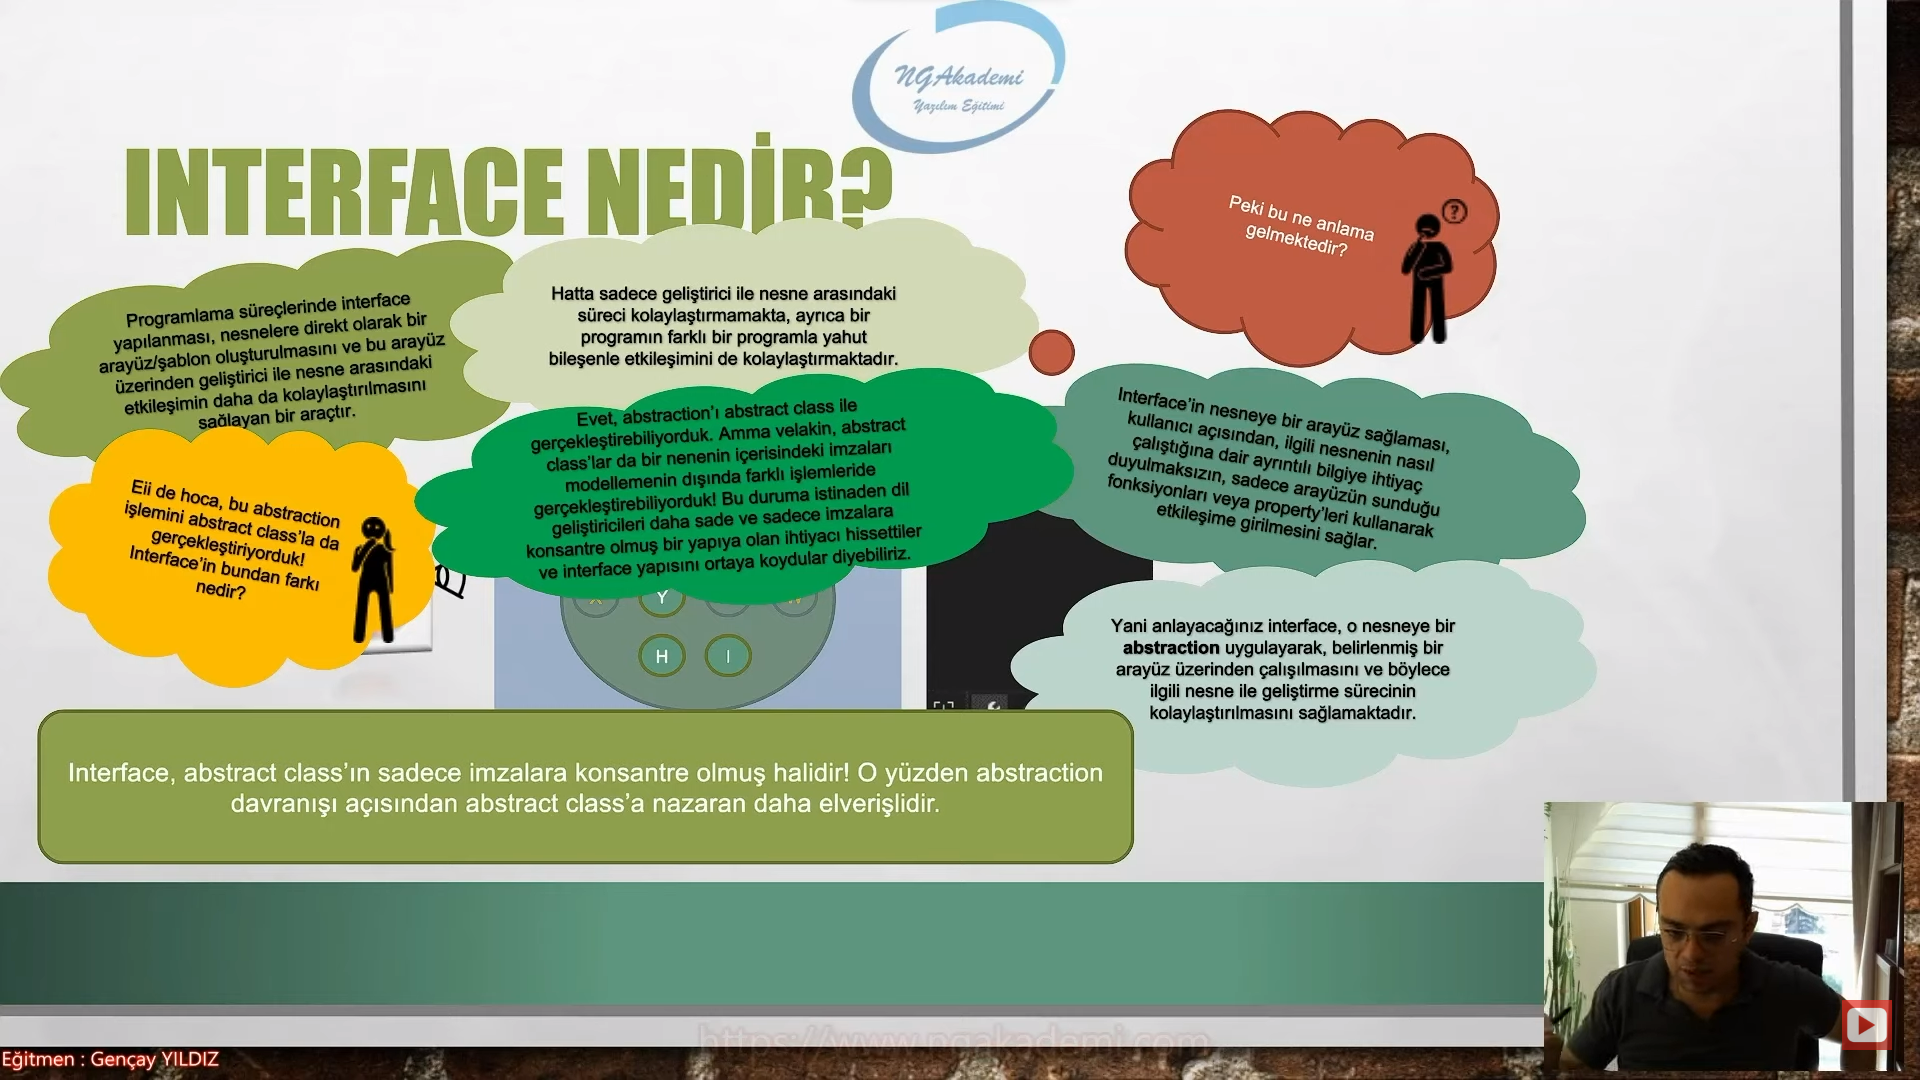 NGAkademi
Yazılım Eğitimi
INTERFACE NEDİR?
Peki bu ne anlama
gelmektedir?
?
Programlama süreçlerinde interface
yapılanması, nesnelere direkt olarak bir
arayüz/şablon oluşturulmasını ve bu arayüz
üzerinden geliştirici ile nesne arasındaki
etkileşimin daha da kolaylaştırılmasını
sağlayan bir araçtır.
Hatta sadece geliştirici ile nesne arasındaki
süreci kolaylaştırmamakta, ayrıca bir
programın farklı bir programla yahut
bileşenle etkileşimini de kolaylaştırmaktadır.
Interface’in nesneye bir arayüz sağlaması,
kullanıcı açısından, ilgili nesnenin nasıl
çalıştığına dair ayrıntılı bilgiye ihtiyaç
duyulmaksızın, sadece arayüzün sunduğu
fonksiyonları veya property’leri kullanarak
etkileşime girilmesini sağlar.
Eii de hoca, bu abstraction
işlemini abstract class’la da
gerçekleştiriyorduk!
Interface’in bundan farkı
nedir?
Evet, abstraction’ı abstract class ile
gerçekleştirebiliyorduk. Amma velakin, abstract
class’lar da bir nenenin içerisindeki imzaları
modellemenin dışında farklı işlemleride
gerçekleştirebiliyorduk! Bu duruma istinaden dil
geliştiricileri daha sade ve sadece imzalara
konsantre olmuş bir yapıya olan ihtiyacı hissettiler
ve interface yapısını ortaya koydular diyebiliriz.
Y
H I
Yani anlayacağınız interface, o nesneye bir
abstraction uygulayarak, belirlenmiş bir
arayüz üzerinden çalışılmasını ve böylece
ilgili nesne ile geliştirme sürecinin
kolaylaştırılmasını sağlamaktadır.
Interface, abstract class’ın sadece imzalara konsantre olmuş halidir! O yüzden abstraction
davranışı açısından abstract class’a nazaran daha elverişlidir.
https://www.ngakademi.com
Eğitmen : Gençay YILDIZ